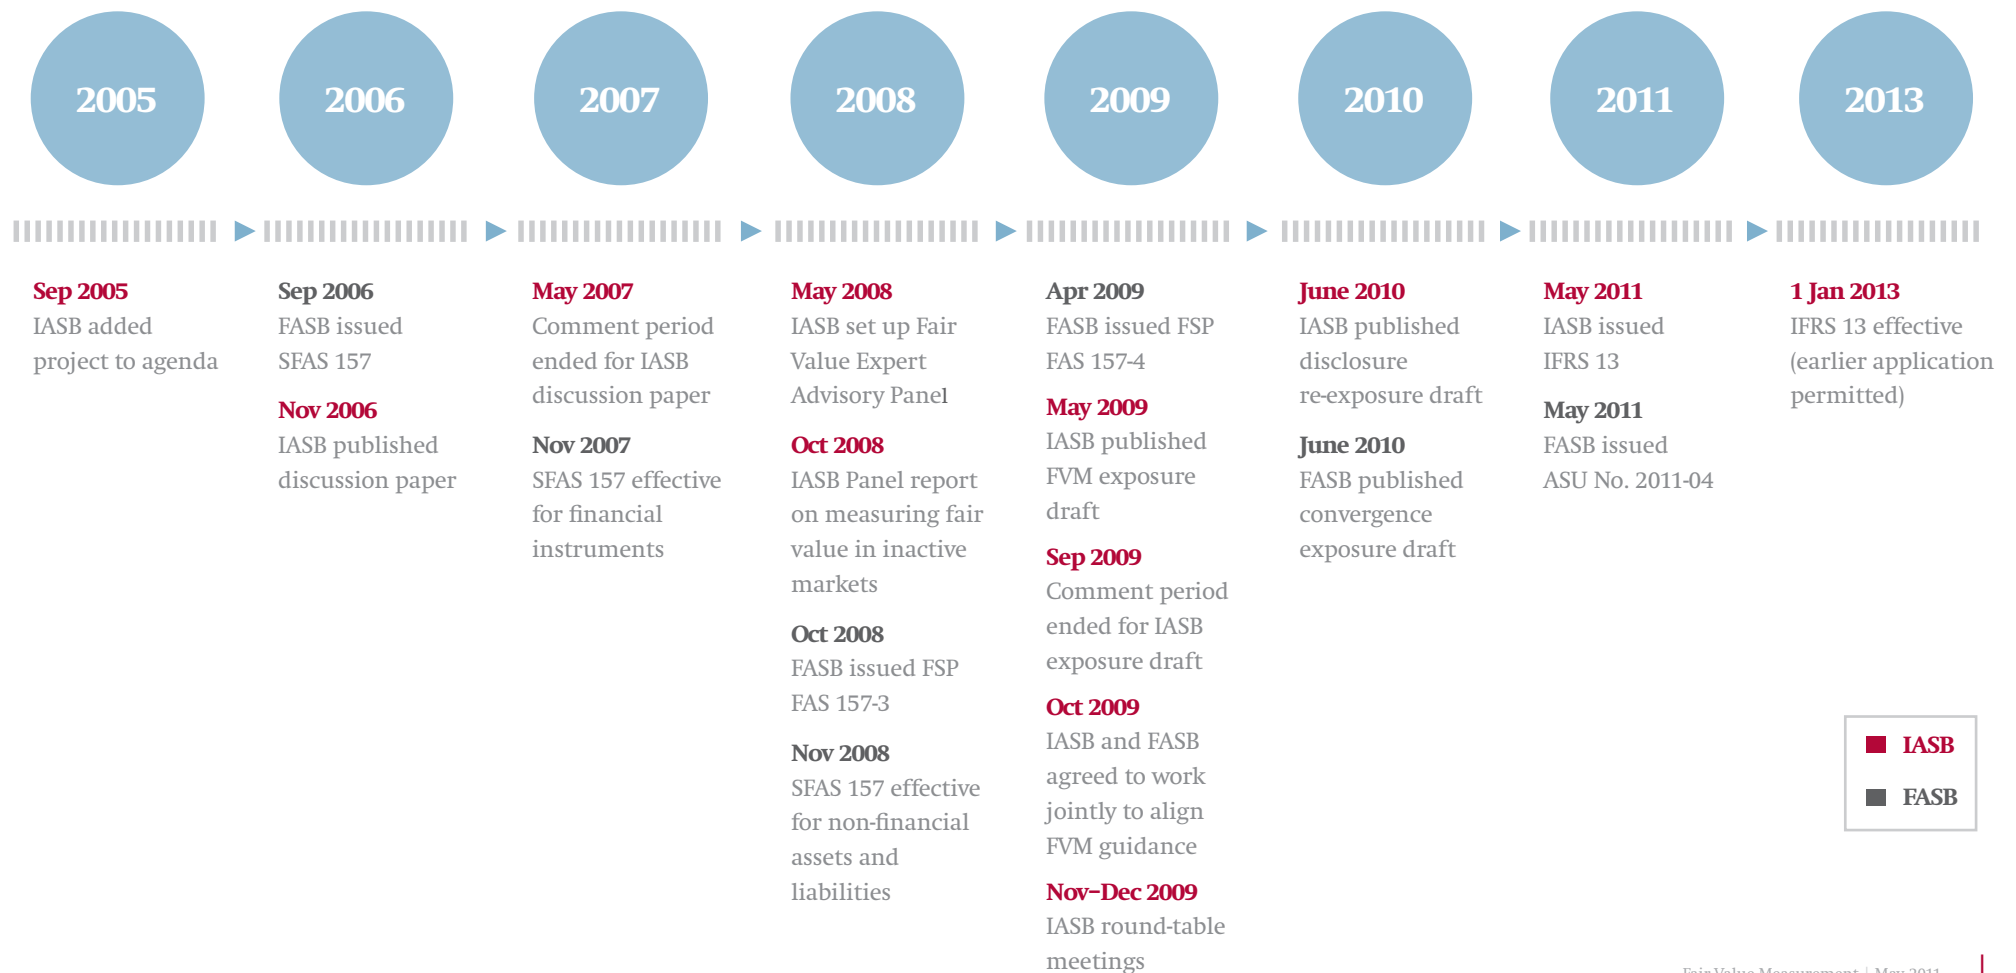 2005
2006
2007
2008
2009
2010
2011
2013
Sep 2005
IASB added
project to agenda
Sep 2006
FASB issued
SFAS 157
Nov 2006
IASB published
discussion paper
May 2007
Comment period
ended for IASB
discussion paper
Nov 2007
SFAS 157 effective
for financial
instruments
May 2008
IASB set up Fair
Value Expert
Advisory Panel
Oct 2008
IASB Panel report
on measuring fair
value in inactive
markets
Oct 2008
FASB issued FSP
FAS 157-3
Nov 2008
SFAS 157 effective
for non-financial
assets and
liabilities
Apr 2009
FASB issued FSP
FAS 157-4
May 2009
IASB published
FVM exposure
draft
Sep 2009
Comment period
ended for IASB
exposure draft
Oct 2009
IASB and FASB
agreed to work
jointly to align
FVM guidance
Nov–Dec 2009
IASB round-table
meetings
June 2010
IASB published
disclosure
re-exposure draft
June 2010
FASB published
convergence
exposure draft
May 2011
IASB issued
IFRS 13
May 2011
FASB issued
ASU No. 2011-04
1 Jan 2013
IFRS 13 effective
(earlier application
permitted)
IASB
FASB
Fair Value Measurement | May 2011